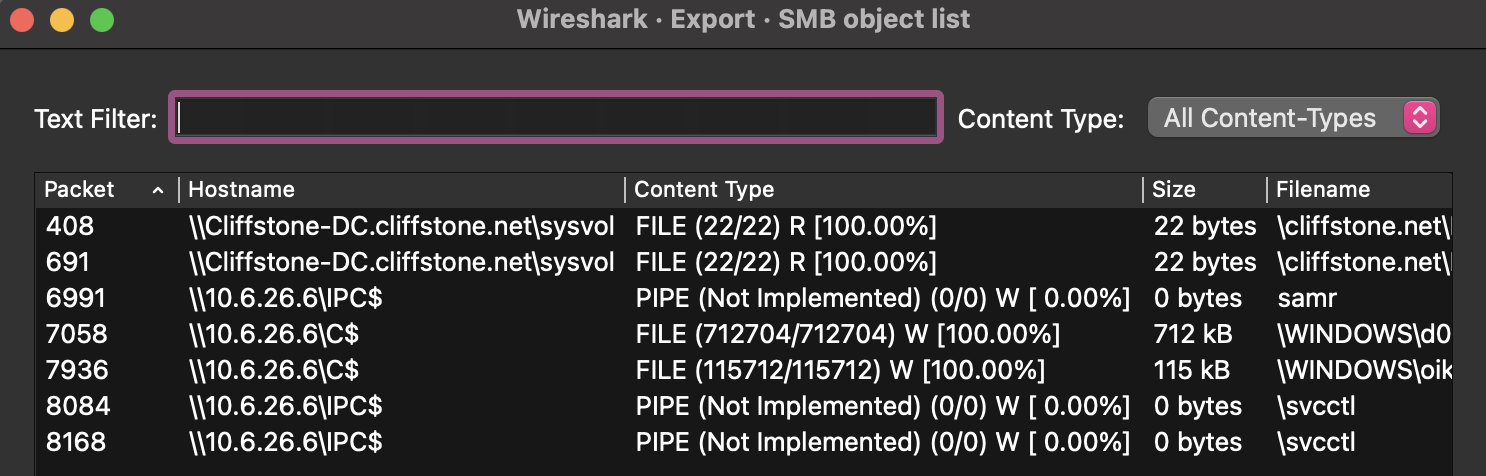 Wireshark · Export · SMB object list
Text Filter: Content Type: All Content-Types
Packet Hostname Content Type Size Filename
408 \\Cliffstone-DC.cliffstone.net\sysvol FILE (22/22) R [100.00%] 22 bytes \cliffstone.net\
691 \\Cliffstone-DC.cliffstone.net\sysvol FILE (22/22) R [100.00%] 22 bytes \cliffstone.net\
6991 \\10.6.26.6\IPC$ PIPE (Not Implemented) (0/0) W [ 0.00%] 0 bytes samr
7058 \\10.6.26.6\C$ FILE (712704/712704) W [100.00%] 712 kB \WINDOWS\d0
7936 \\10.6.26.6\C$ FILE (115712/115712) W [100.00%] 115 kB \WINDOWS\oik
8084 \\10.6.26.6\IPC$ PIPE (Not Implemented) (0/0) W [ 0.00%] 0 bytes \svcctl
8168 \\10.6.26.6\IPC$ PIPE (Not Implemented) (0/0) W [ 0.00%] 0 bytes \svcctl